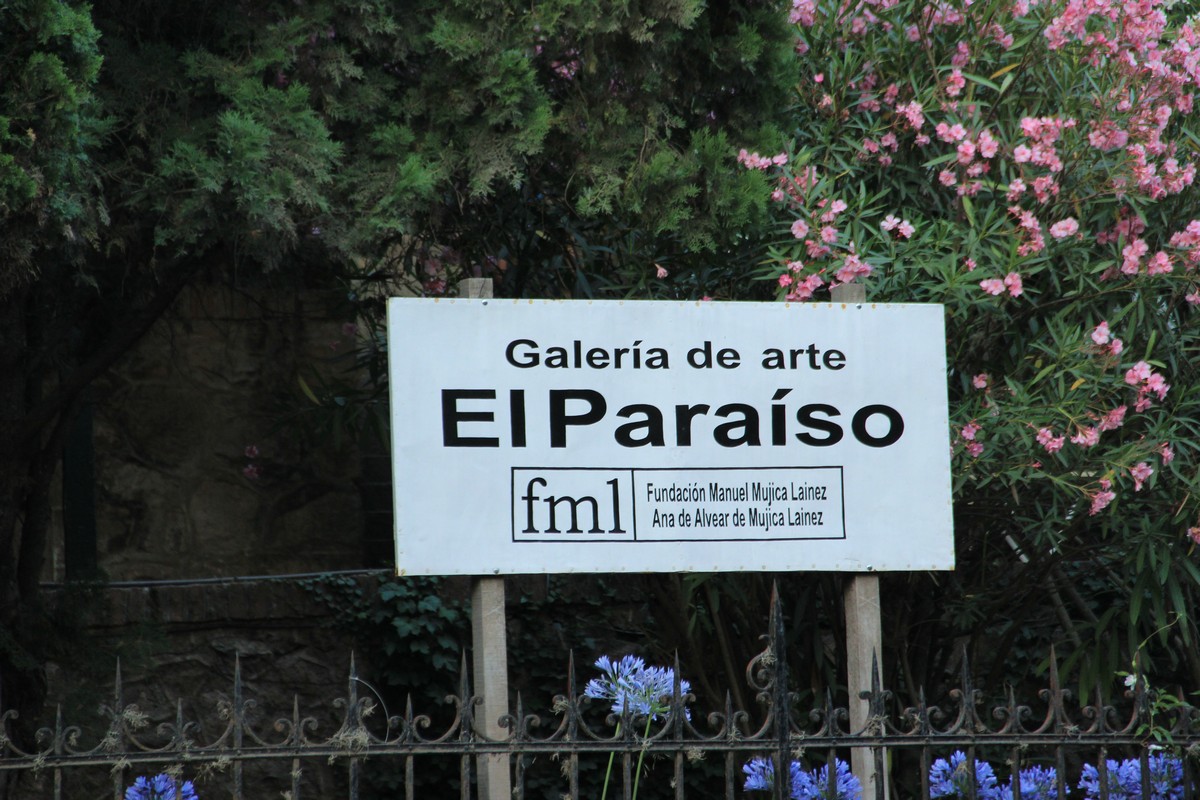 Galería de arte
El Paraíso
fml
Fundación Manuel Mujica Lainez
Ana de Alvear de Mujica Lainez